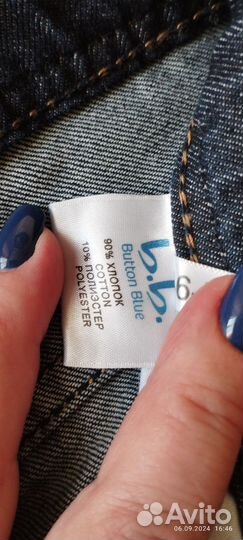 b.b.
Button Blue
90% ХЛОПОК
COTTON
10% ПОЛИЭСТЕР
POLYESTER
6
Avito
06.09.2024 16:46